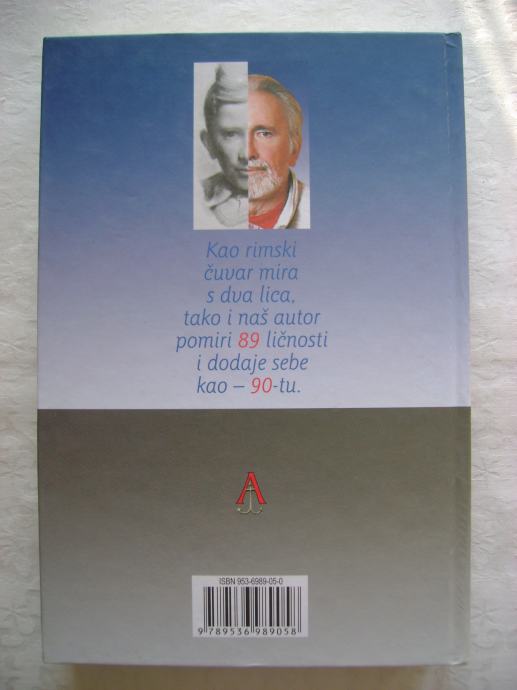 Kao rimski
čuvar mira
s dva lica,
tako i naš autor
pomiri 89 ličnosti
i dodaje sebe
kao – 90-tu.
A
ISBN 953-6989-05-0
9 789536 989058